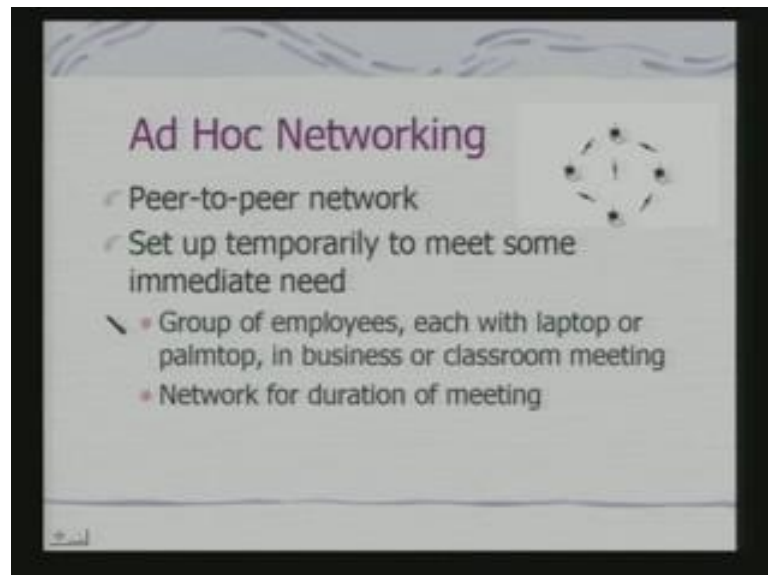 Ad Hoc Networking
Peer-to-peer network
Set up temporarily to meet some
immediate need
Group of employees, each with laptop or
palmtop, in business or classroom meeting
Network for duration of meeting